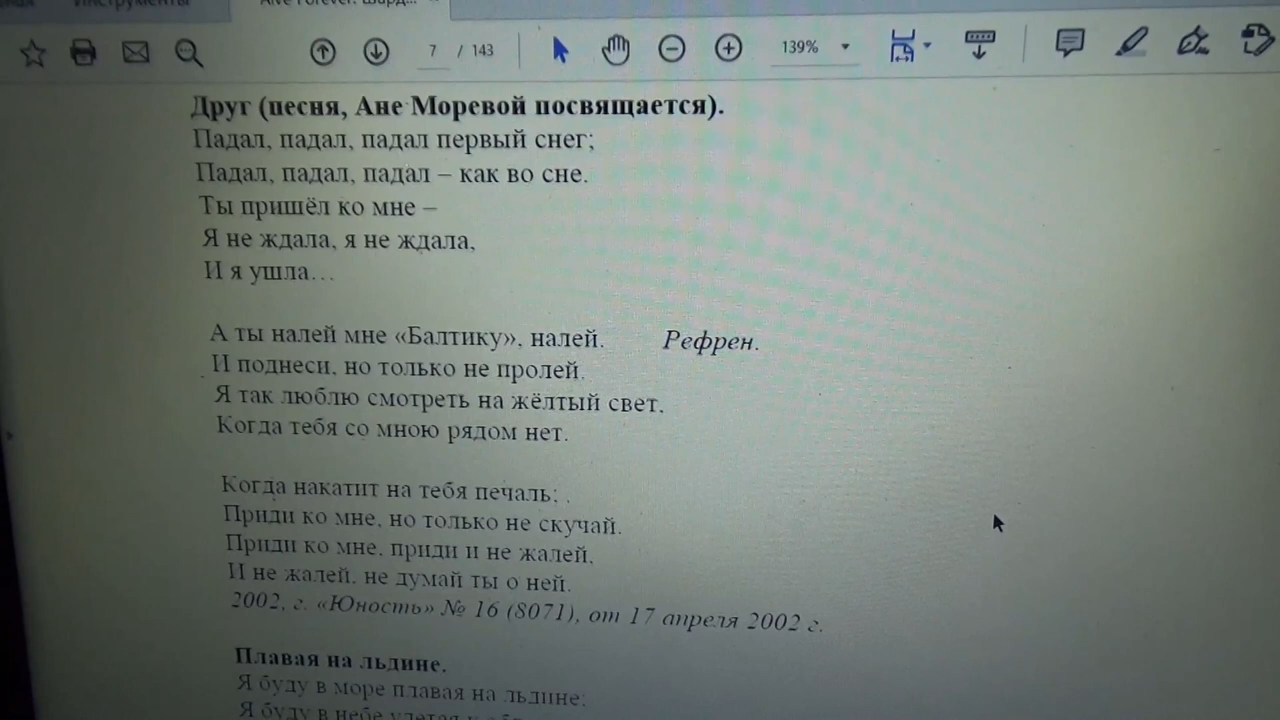 Инструменты
7 / 143
139%
Друг (песня, Ане Моревой посвящается).
Падал, падал, падал первый снег;
Падал, падал, падал – как во сне.
Ты пришёл ко мне –
Я не ждала, я не ждала,
И я ушла…
А ты налей мне «Балтику», налей. Рефрен.
И поднеси, но только не пролей.
Я так люблю смотреть на жёлтый свет,
Когда тебя со мною рядом нет.
Когда накатит на тебя печаль;
Приди ко мне, но только не скучай.
Приди ко мне, приди и не жалей,
И не жалей, не думай ты о ней.
2002, г. «Юность» № 16 (8071), от 17 апреля 2002 г.
Плавая на льдине.
Я буду в море плавая на льдине;
Я буду в небе